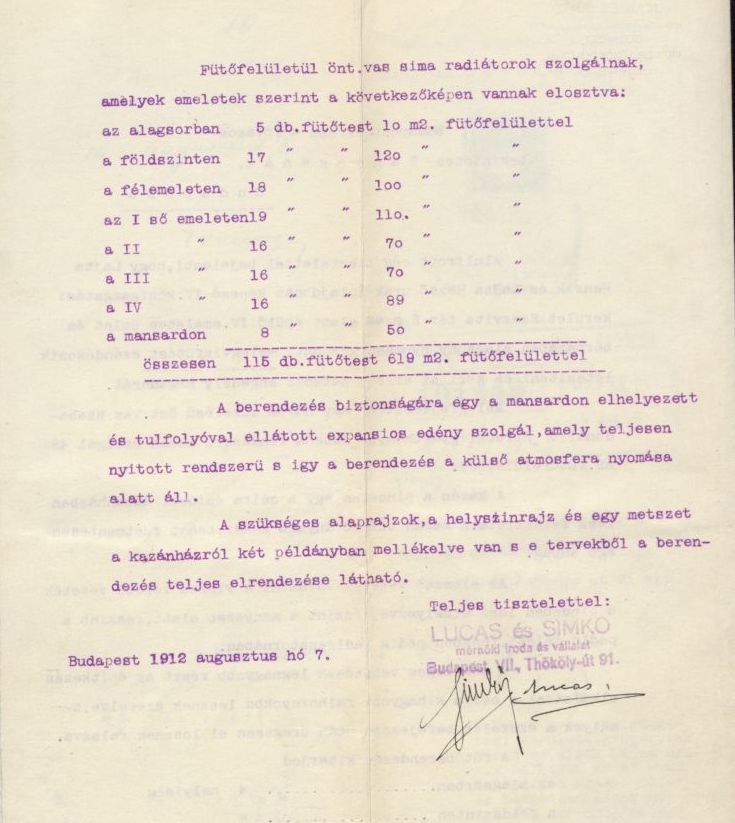 Fütőfelületül önt.vas sima radiátorok szolgálnak,
amelyek emeletek szerint a következőképen vannak elosztva:
az alagsorban 5 db.fütőtest 1o m2. fütőfelülettel
a földszinten 17 " " 12o " "
a félemeleten 18 " " 1oo " "
az I ső emeleten19 " " 11o. " "
a II " 16 " " 7o " "
a III " 16 " " 7o " "
a IV " 16 " " 89 " "
a mansardon 8 " " 5o " "
összesen 115 db.fütőtest 619 m2. fütőfelülettel
A berendezés biztonságára egy a mansardon elhelyezett
és tulfolyóval ellátott expansios edény szolgál,amely teljesen
nyitott rendszerü s igy a berendezés a külső atmosfera nyomása
alatt áll.
A szükséges alaprajzok,a helyszinrajz és egy metszet
a kazánházról két példányban mellékelve van s e tervekből a beren-
dezés teljes elrendezése látható.
Teljes tisztelettel:
LUCAS és SIMKÓ
mérnöki iroda és vállalat
Budapest VII., Thököly-út 91.
Budapest 1912 augusztus hó 7.
Simkó Lucas.